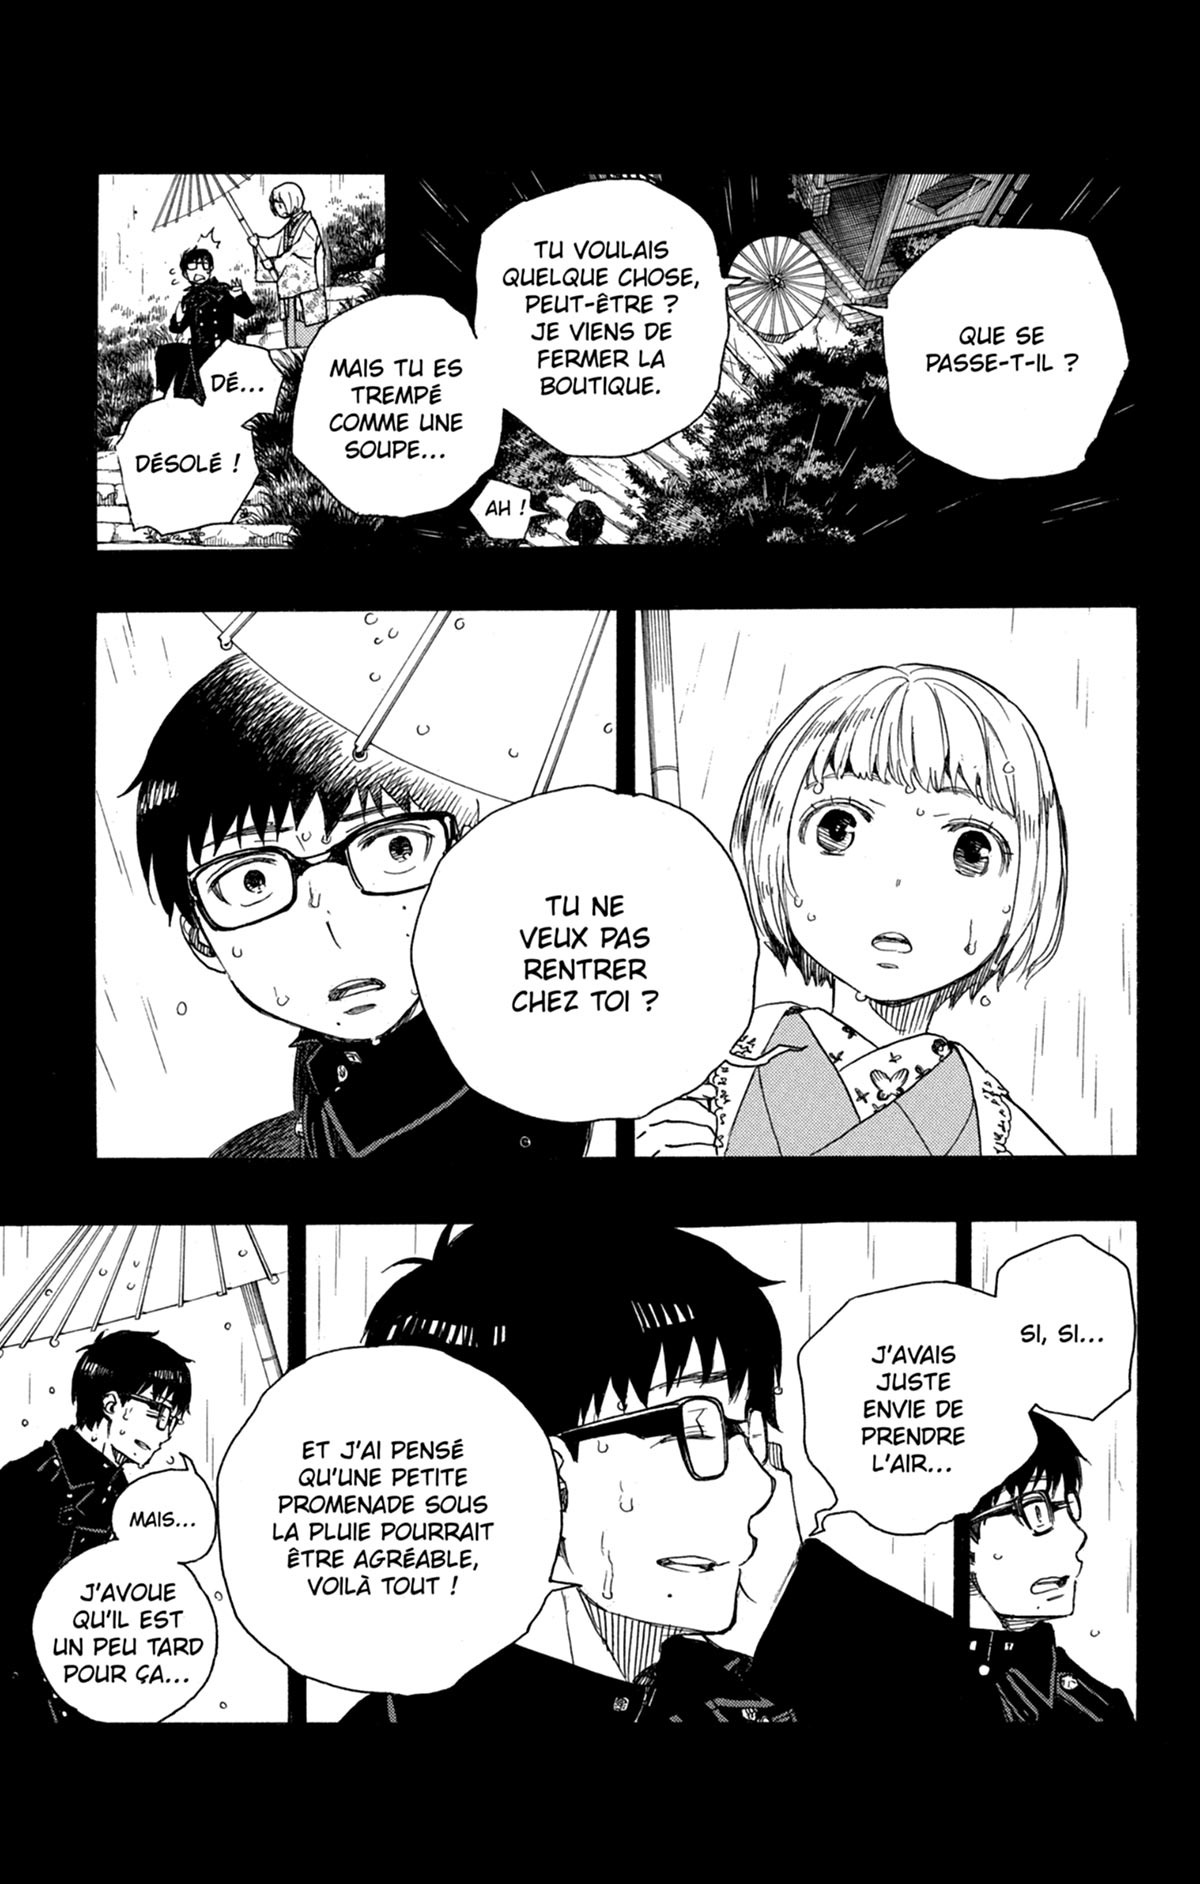 QUE SE
PASSE-T-IL ?
TU VOULAIS
QUELQUE CHOSE,
PEUT-ÊTRE ?
JE VIENS DE
FERMER LA
BOUTIQUE.
AH !
MAIS TU ES
TREMPÉ
COMME UNE
SOUPE...
DÉ...
DÉSOLÉ !
TU NE
VEUX PAS
RENTRER
CHEZ TOI ?
SI, SI...
J'AVAIS
JUSTE
ENVIE DE
PRENDRE
L'AIR...
ET J'AI PENSÉ
QU'UNE PETITE
PROMENADE SOUS
LA PLUIE POURRAIT
ÊTRE AGRÉABLE,
VOILÀ TOUT !
MAIS...
J'AVOUE
QU'IL EST
UN PEU TARD
POUR ÇA...